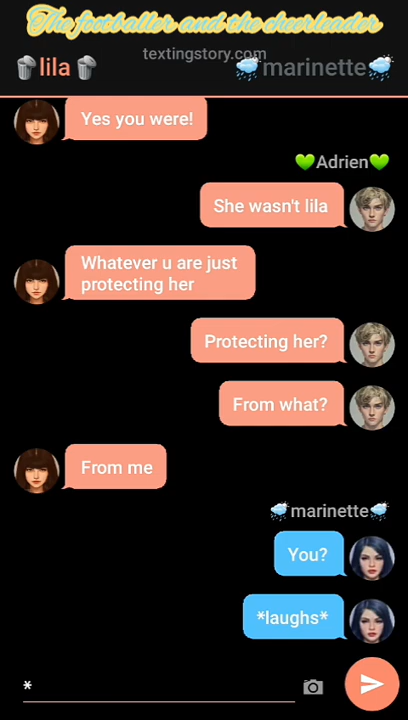 The footballer and the cheerleader
textingstory.com
🗑️lila🗑️ 🌧️marinette🌧️
Yes you were!
💚Adrien💚
She wasn't lila
Whatever u are just
protecting her
Protecting her?
From what?
From me
🌧️marinette🌧️
You?
*laughs*
*